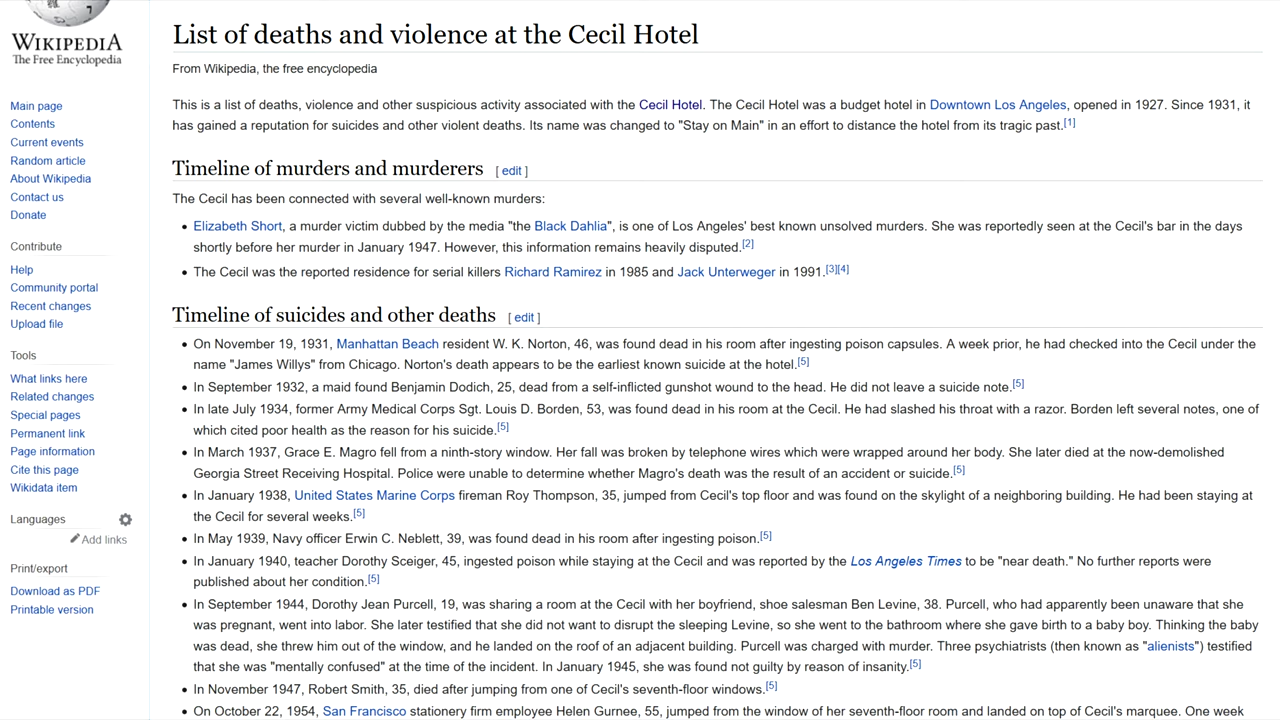 WIKIPEDIA
The Free Encyclopedia
Main page
Contents
Current events
Random article
About Wikipedia
Contact us
Donate
Contribute
Help
Community portal
Recent changes
Upload file
Tools
What links here
Related changes
Special pages
Permanent link
Page information
Cite this page
Wikidata item
Languages
Add links
Print/export
Download as PDF
Printable version
List of deaths and violence at the Cecil Hotel
From Wikipedia, the free encyclopedia
This is a list of deaths, violence and other suspicious activity associated with the Cecil Hotel. The Cecil Hotel was a budget hotel in Downtown Los Angeles, opened in 1927. Since 1931, it
has gained a reputation for suicides and other violent deaths. Its name was changed to "Stay on Main" in an effort to distance the hotel from its tragic past.[1]
Timeline of murders and murderers [ edit ]
The Cecil has been connected with several well-known murders:
• Elizabeth Short, a murder victim dubbed by the media "the Black Dahlia", is one of Los Angeles' best known unsolved murders. She was reportedly seen at the Cecil's bar in the days
shortly before her murder in January 1947. However, this information remains heavily disputed.[2]
• The Cecil was the reported residence for serial killers Richard Ramirez in 1985 and Jack Unterweger in 1991.[3][4]
Timeline of suicides and other deaths [ edit ]
• On November 19, 1931, Manhattan Beach resident W. K. Norton, 46, was found dead in his room after ingesting poison capsules. A week prior, he had checked into the Cecil under the
name "James Willys" from Chicago. Norton's death appears to be the earliest known suicide at the hotel.[5]
• In September 1932, a maid found Benjamin Dodich, 25, dead from a self-inflicted gunshot wound to the head. He did not leave a suicide note.[5]
• In late July 1934, former Army Medical Corps Sgt. Louis D. Borden, 53, was found dead in his room at the Cecil. He had slashed his throat with a razor. Borden left several notes, one of
which cited poor health as the reason for his suicide.[5]
• In March 1937, Grace E. Magro fell from a ninth-story window. Her fall was broken by telephone wires which were wrapped around her body. She later died at the now-demolished
Georgia Street Receiving Hospital. Police were unable to determine whether Magro's death was the result of an accident or suicide.[5]
• In January 1938, United States Marine Corps fireman Roy Thompson, 35, jumped from Cecil's top floor and was found on the skylight of a neighboring building. He had been staying at
the Cecil for several weeks.[5]
• In May 1939, Navy officer Erwin C. Neblett, 39, was found dead in his room after ingesting poison.[5]
• In January 1940, teacher Dorothy Sceiger, 45, ingested poison while staying at the Cecil and was reported by the Los Angeles Times to be "near death." No further reports were
published about her condition.[5]
• In September 1944, Dorothy Jean Purcell, 19, was sharing a room at the Cecil with her boyfriend, shoe salesman Ben Levine, 38. Purcell, who had apparently been unaware that she
was pregnant, went into labor. She later testified that she did not want to disrupt the sleeping Levine, so she went to the bathroom where she gave birth to a baby boy. Thinking the baby
was dead, she threw him out of the window, and he landed on the roof of an adjacent building. Purcell was charged with murder. Three psychiatrists (then known as "alienists") testified
that she was "mentally confused" at the time of the incident. In January 1945, she was found not guilty by reason of insanity.[5]
• In November 1947, Robert Smith, 35, died after jumping from one of Cecil's seventh-floor windows.[5]
• On October 22, 1954, San Francisco stationery firm employee Helen Gurnee, 55, jumped from the window of her seventh-floor room and landed on top of Cecil's marquee. One week